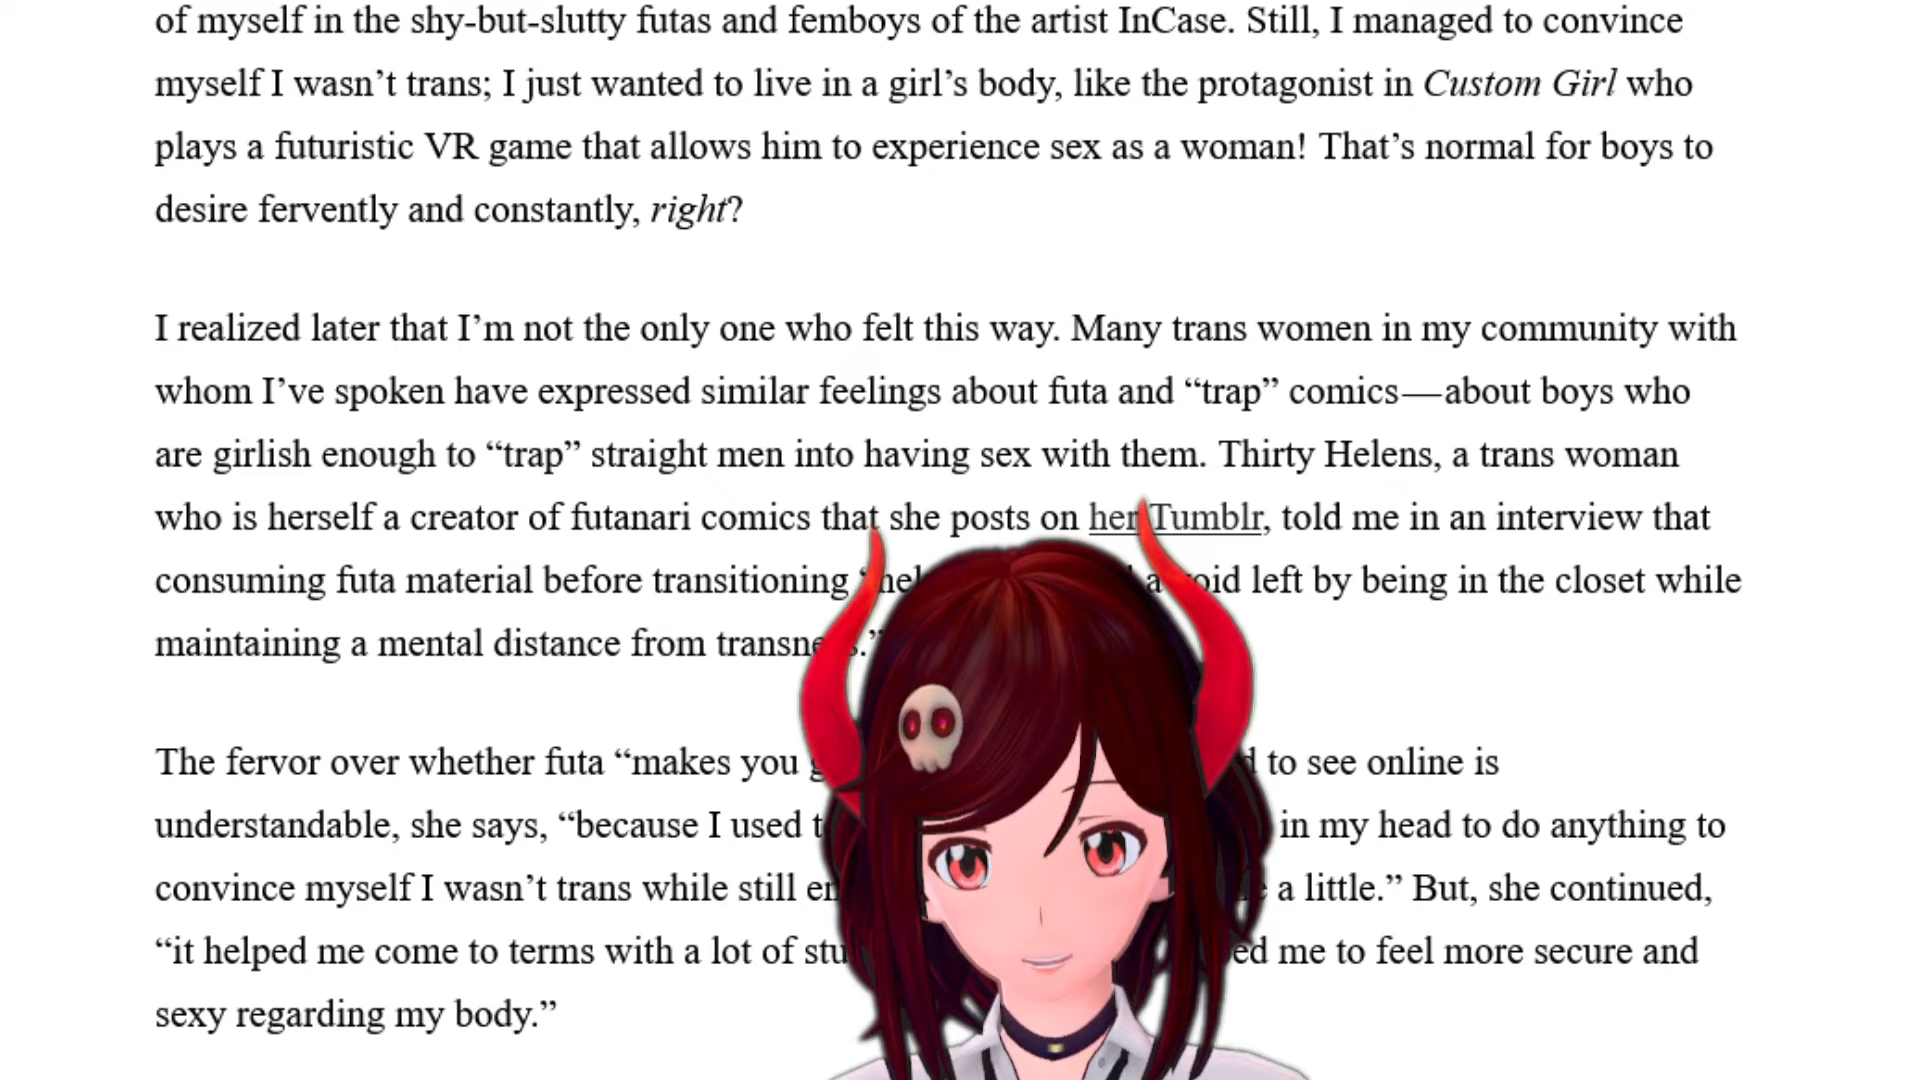 of myself in the shy-but-slutty futas and femboys of the artist InCase. Still, I managed to convince
myself I wasn’t trans; I just wanted to live in a girl’s body, like the protagonist in Custom Girl who
plays a futuristic VR game that allows him to experience sex as a woman! That’s normal for boys to
desire fervently and constantly, right?
I realized later that I’m not the only one who felt this way. Many trans women in my community with
whom I’ve spoken have expressed similar feelings about futa and “trap” comics—about boys who
are girlish enough to “trap” straight men into having sex with them. Thirty Helens, a trans woman
who is herself a creator of futanari comics that she posts on her Tumblr, told me in an interview that
consuming futa material before transitioning left by being in the closet while
maintaining a mental distance from
The fervor over whether futa “makes you to see online is
understandable, she says, “because I used in my head to do anything to
convince myself I wasn’t trans while still a little.” But, she continued,
“it helped me come to terms with a lot of me to feel more secure and
sexy regarding my body.”